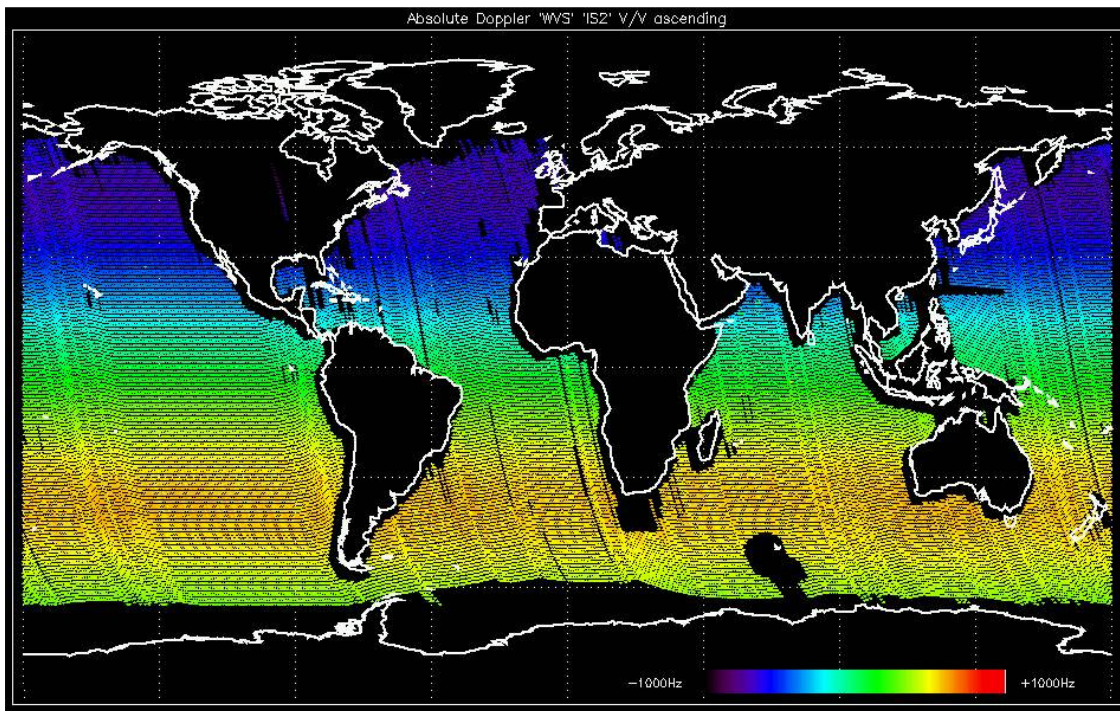 Absolute Doppler 'WVS' 'IS2' V/V ascending
-1000Hz
+1000Hz